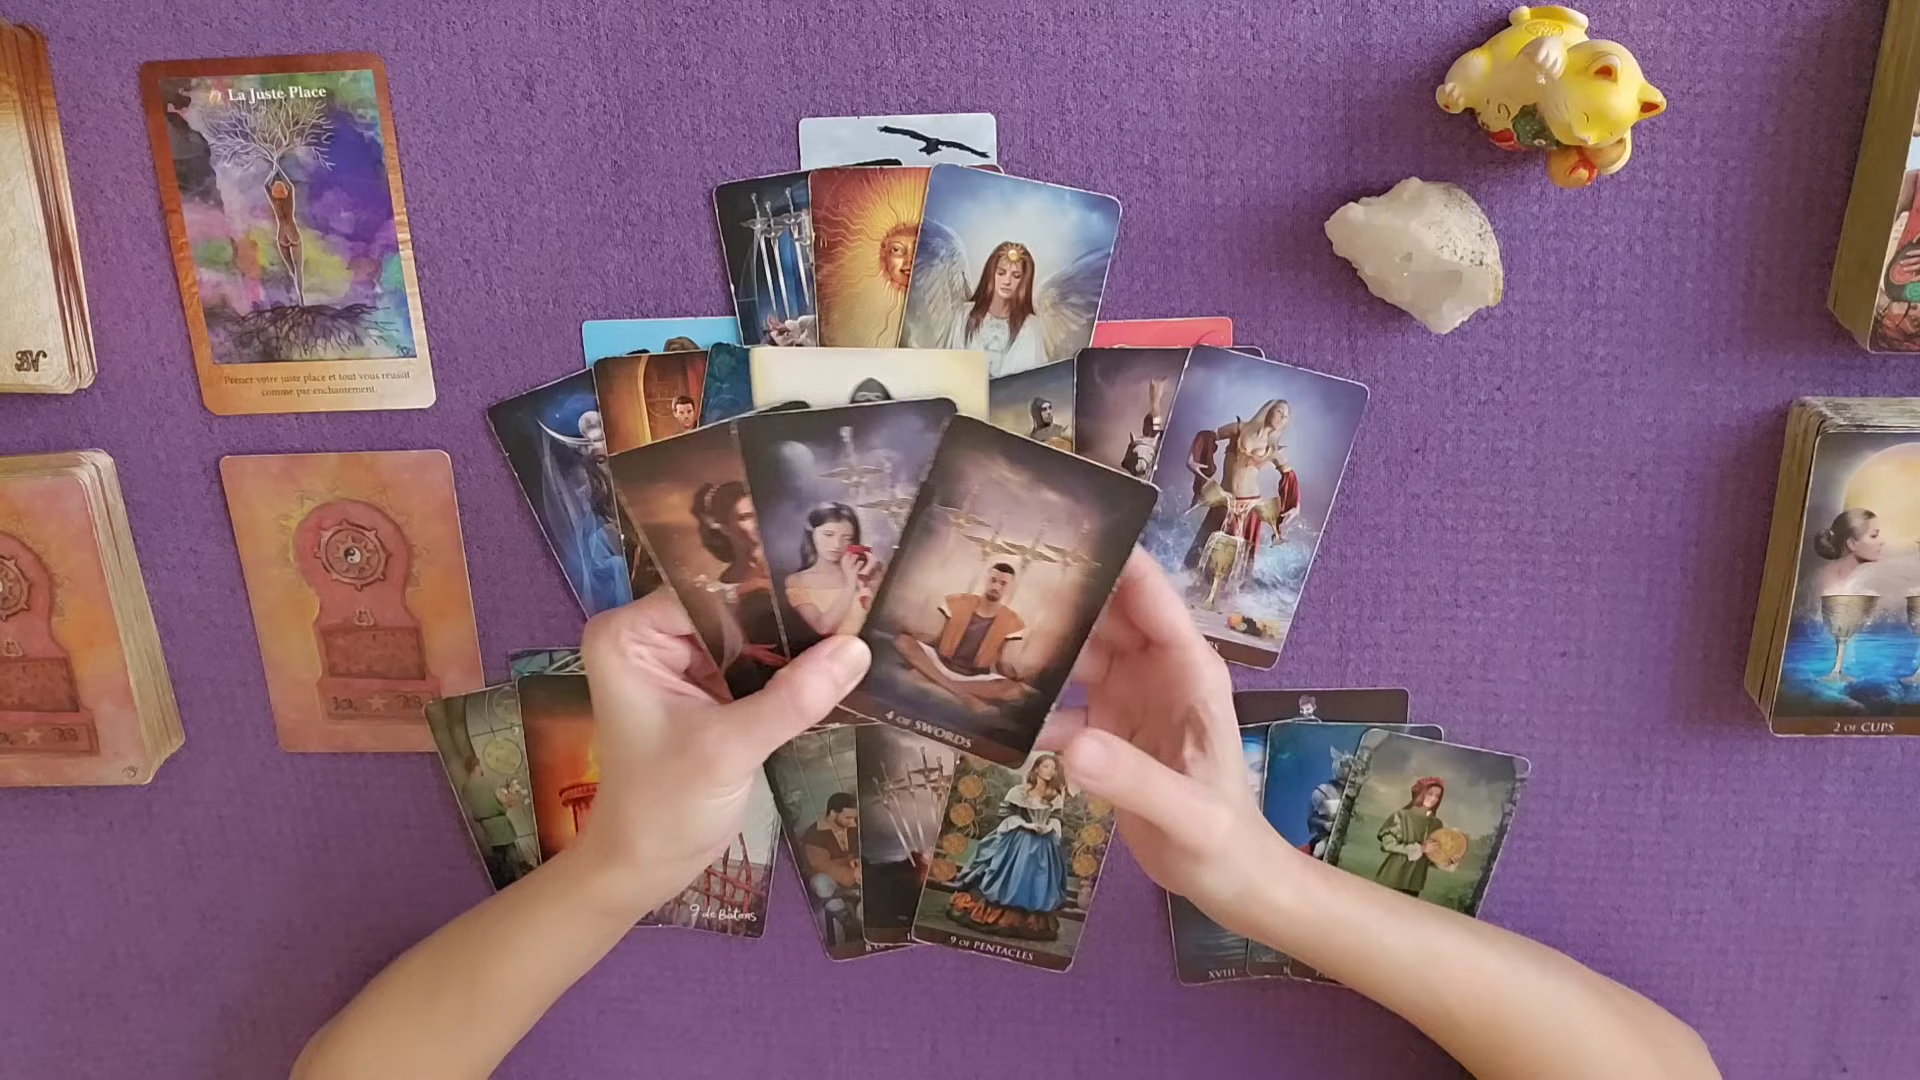 La Juste Place
Prenez votre juste place et tout vous réussit
comme par enchantement.
4 OF SWORDS
2 OF CUPS
9 de Bâtons
9 OF PENTACLES
XVIII